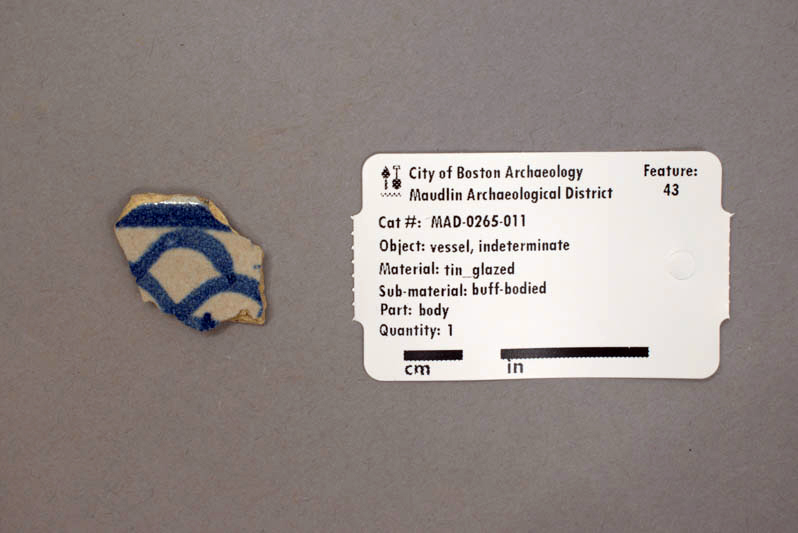 City of Boston Archaeology
Maudlin Archaeological District
Feature:
43
Cat #: MAD-0265-011
Object: vessel, indeterminate
Material: tin_glazed
Sub-material: buff-bodied
Part: body
Quantity: 1
cm in